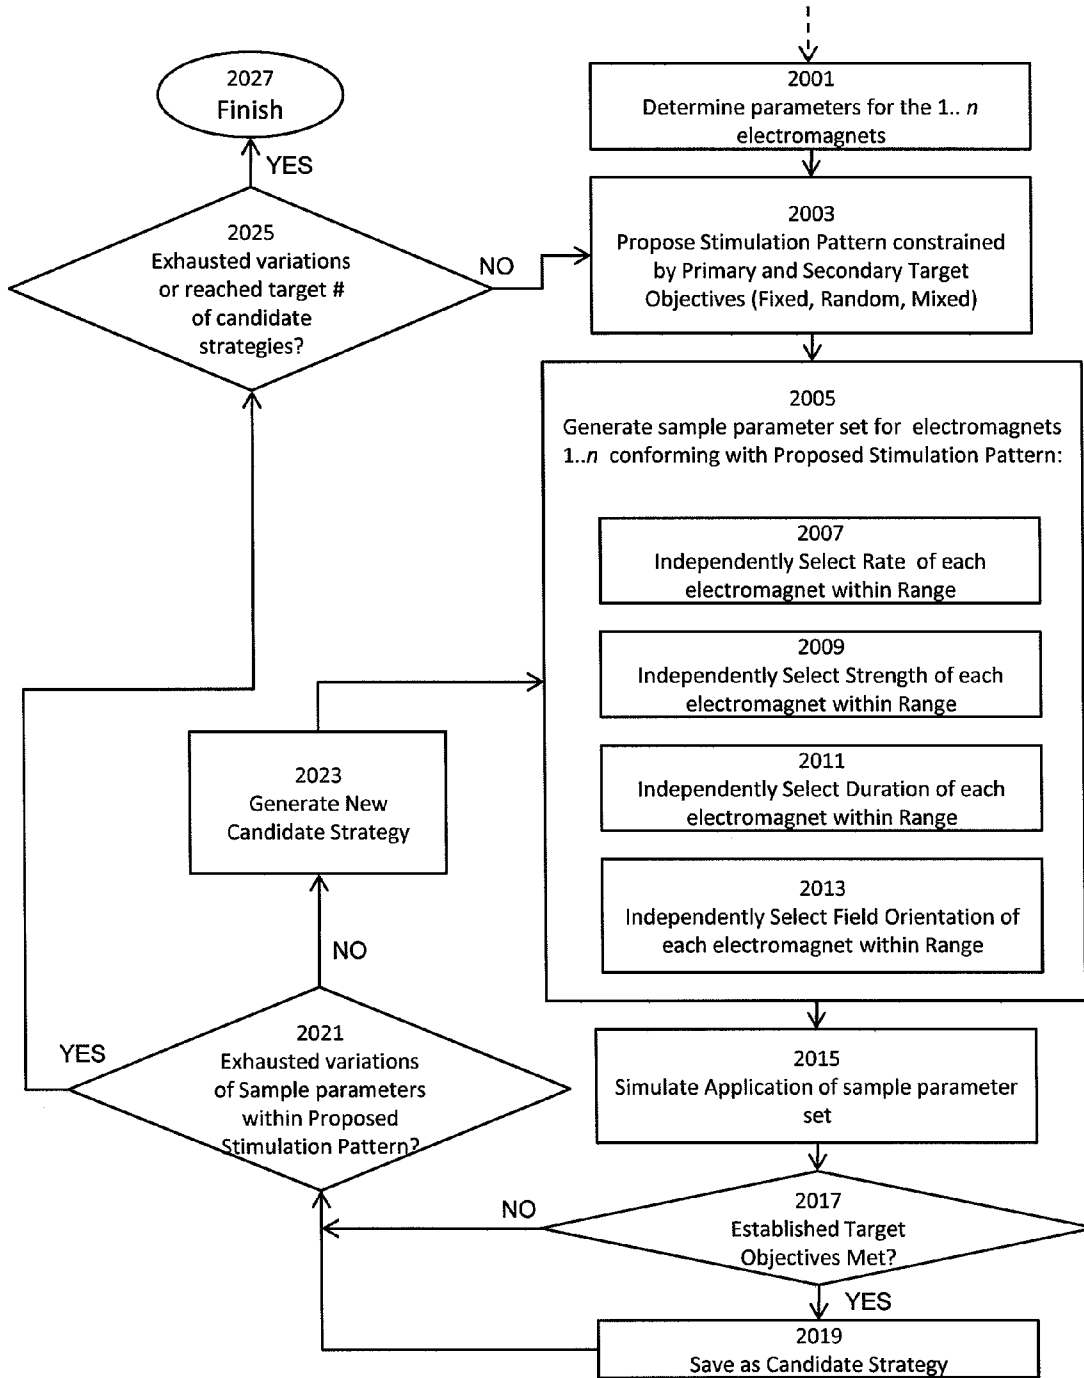 2001
Determine parameters for the 1.. n
electromagnets
2003
Propose Stimulation Pattern constrained
by Primary and Secondary Target
Objectives (Fixed, Random, Mixed)
2005
Generate sample parameter set for electromagnets
1..n conforming with Proposed Stimulation Pattern:
2007
Independently Select Rate of each
electromagnet within Range
2009
Independently Select Strength of each
electromagnet within Range
2011
Independently Select Duration of each
electromagnet within Range
2013
Independently Select Field Orientation of
each electromagnet within Range
2015
Simulate Application of sample parameter
set
2017
Established Target
Objectives Met?
NO
YES
2019
Save as Candidate Strategy
2021
Exhausted variations
of Sample parameters
within Proposed
Stimulation Pattern?
YES
NO
2023
Generate New
Candidate Strategy
2025
Exhausted variations
or reached target #
of candidate
strategies?
NO
YES
2027
Finish